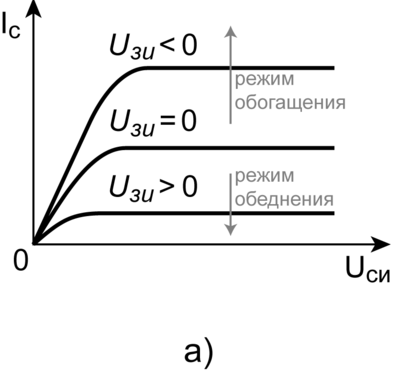 Iс
Uзи < 0
режим
обогащения
Uзи = 0
Uзи > 0
режим
обеднения
0
Uси
а)